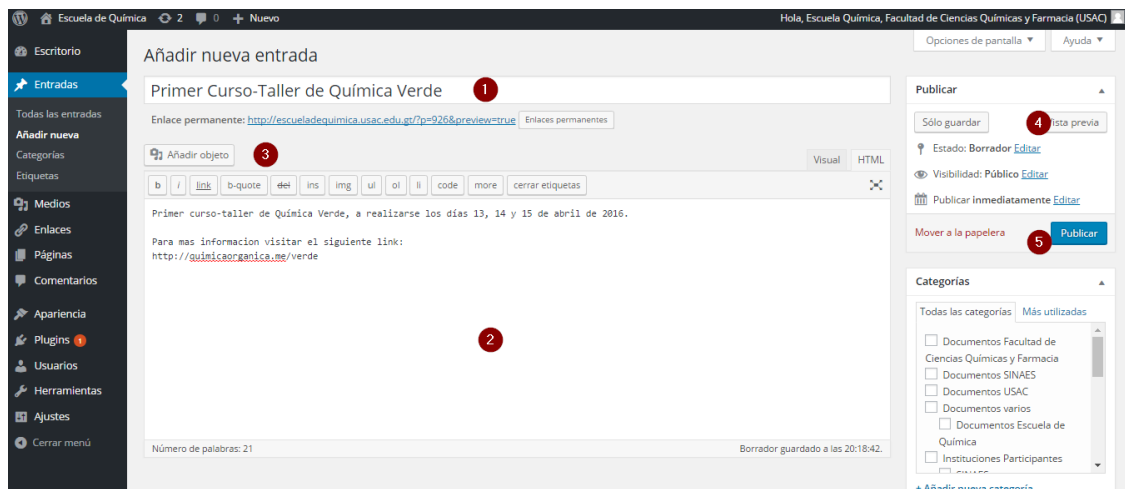 Escuela de Química 2 0 + Nuevo
Hola, Escuela Química, Facultad de Ciencias Químicas y Farmacia (USAC)
Escritorio
Entradas
Todas las entradas
Añadir nueva
Categorías
Etiquetas
Medios
Enlaces
Páginas
Comentarios
Apariencia
Plugins 1
Usuarios
Herramientas
Ajustes
Cerrar menú
Opciones de pantalla Ayuda
Añadir nueva entrada
Primer Curso-Taller de Química Verde 1
Enlace permanente: http://escueladequimica.usac.edu.gt/?p=926&preview=true Enlaces permanentes
Añadir objeto 3
Visual HTML
b i link b-quote del ins img ul ol li code more cerrar etiquetas
Primer curso-taller de Química Verde, a realizarse los días 13, 14 y 15 de abril de 2016.
Para mas informacion visitar el siguiente link:
http://quimicaorganica.me/verde
2
Número de palabras: 21
Borrador guardado a las 20:18:42.
Publicar
Sólo guardar 4 ista previa
Estado: Borrador Editar
Visibilidad: Público Editar
Publicar inmediatamente Editar
Mover a la papelera 5 Publicar
Categorías
Todas las categorías Más utilizadas
Documentos Facultad de
Ciencias Químicas y Farmacia
Documentos SINAES
Documentos USAC
Documentos varios
Documentos Escuela de
Química
Instituciones Participantes
+ Añadir nueva categoría